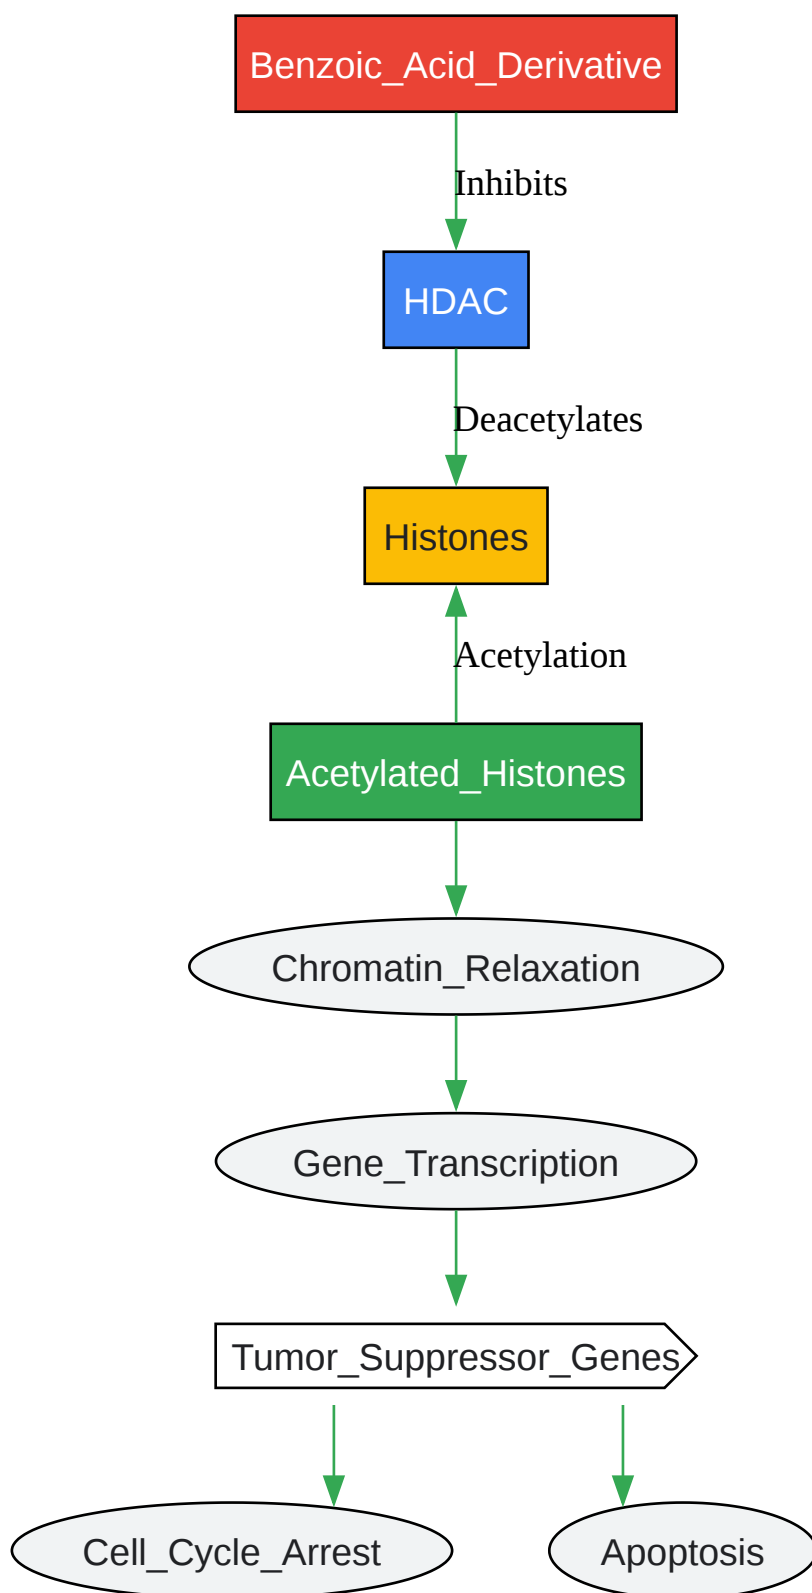 Benzoic_Acid_Derivative
Inhibits
HDAC
Deacetylates
Histones
Acetylation
Acetylated_Histones
Chromatin_Relaxation
Gene_Transcription
Tumor_Suppressor_Genes
Cell_Cycle_Arrest
Apoptosis